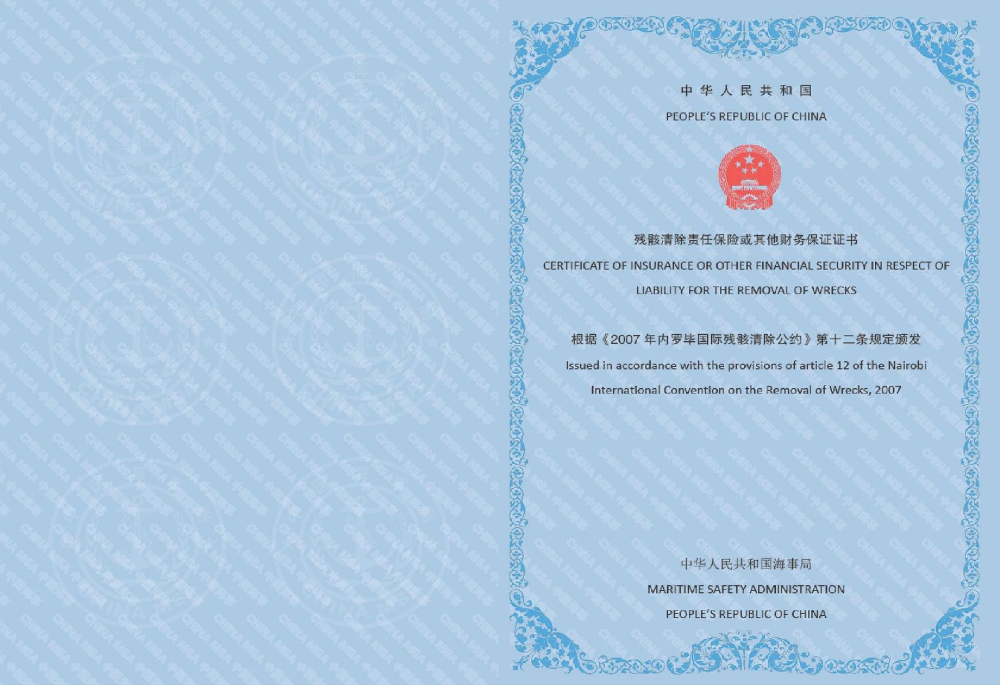 中华人民共和国
PEOPLE'S REPUBLIC OF CHINA
残骸清除责任保险或其他财务保证证书
CERTIFICATE OF INSURANCE OR OTHER FINANCIAL SECURITY IN RESPECT OF
LIABILITY FOR THE REMOVAL OF WRECKS
根据《2007 年内罗毕国际残骸清除公约》第十二条规定颁发
Issued in accordance with the provisions of article 12 of the Nairobi
International Convention on the Removal of Wrecks, 2007
中华人民共和国海事局
MARITIME SAFETY ADMINISTRATION
PEOPLE'S REPUBLIC OF CHINA